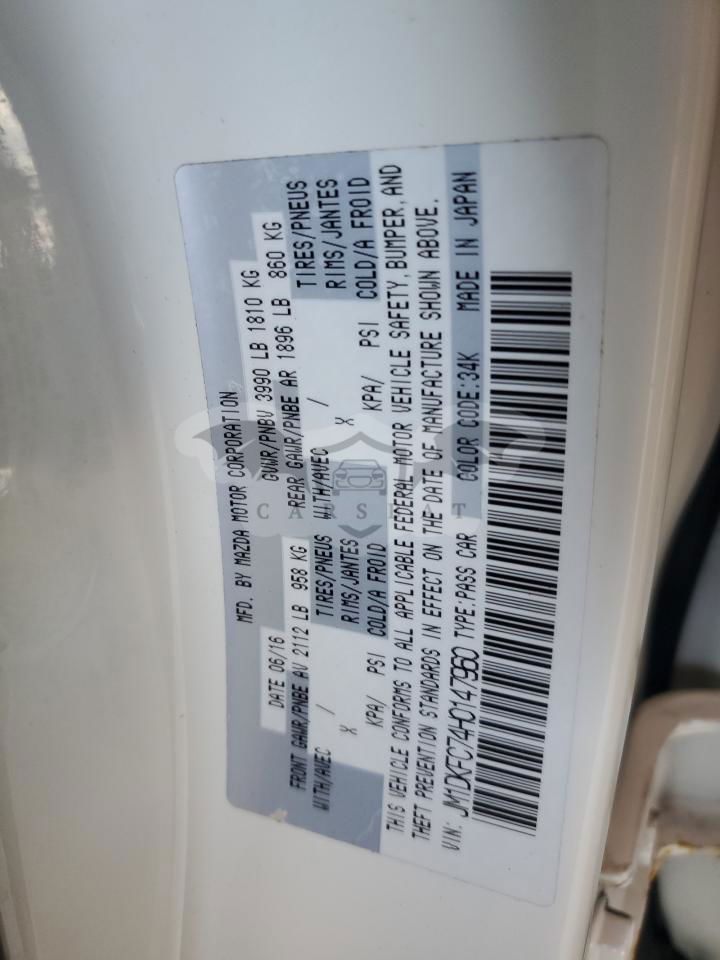 MFD. BY MAZDA MOTOR CORPORATION
DATE 06/16 GVWR/PNBV 3990 LB 1810 KG
FRONT GAWR/PNBE AV 2112 LB 958 KG REAR GAWR/PNBE AR 1896 LB 860 KG
WITH/AVEC / TIRES/PNEUS WITH/AVEC / TIRES/PNEUS
X RIMS/JANTES X RIMS/JANTES
KPA/ PSI COLD/A FROID KPA/ PSI COLD/A FROID
THIS VEHICLE CONFORMS TO ALL APPLICABLE FEDERAL MOTOR VEHICLE SAFETY, BUMPER, AND
THEFT PREVENTION STANDARDS IN EFFECT ON THE DATE OF MANUFACTURE SHOWN ABOVE.
VIN: JM1DKFC74H0147960 TYPE:PASS CAR COLOR CODE:34K MADE IN JAPAN
CARSTAT